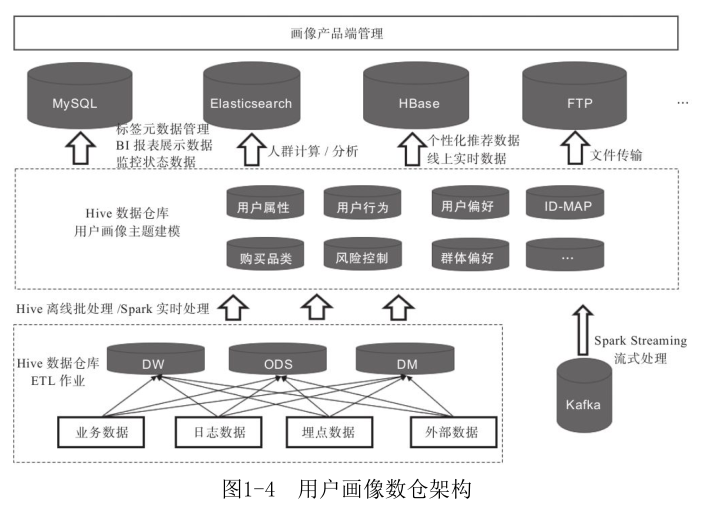 画像产品端管理
MySQL
Elasticsearch
HBase
FTP
…
标签元数据管理
BI 报表展示数据
监控状态数据
人群计算 / 分析
个性化推荐数据
线上实时数据
文件传输
Hive 数据仓库
用户画像主题建模
用户属性
用户行为
用户偏好
ID-MAP
购买品类
风险控制
群体偏好
…
Hive 离线批处理 /Spark 实时处理
Spark Streaming
流式处理
Kafka
Hive 数据仓库
ETL 作业
DW
ODS
DM
业务数据
日志数据
埋点数据
外部数据
图1-4 用户画像数仓架构